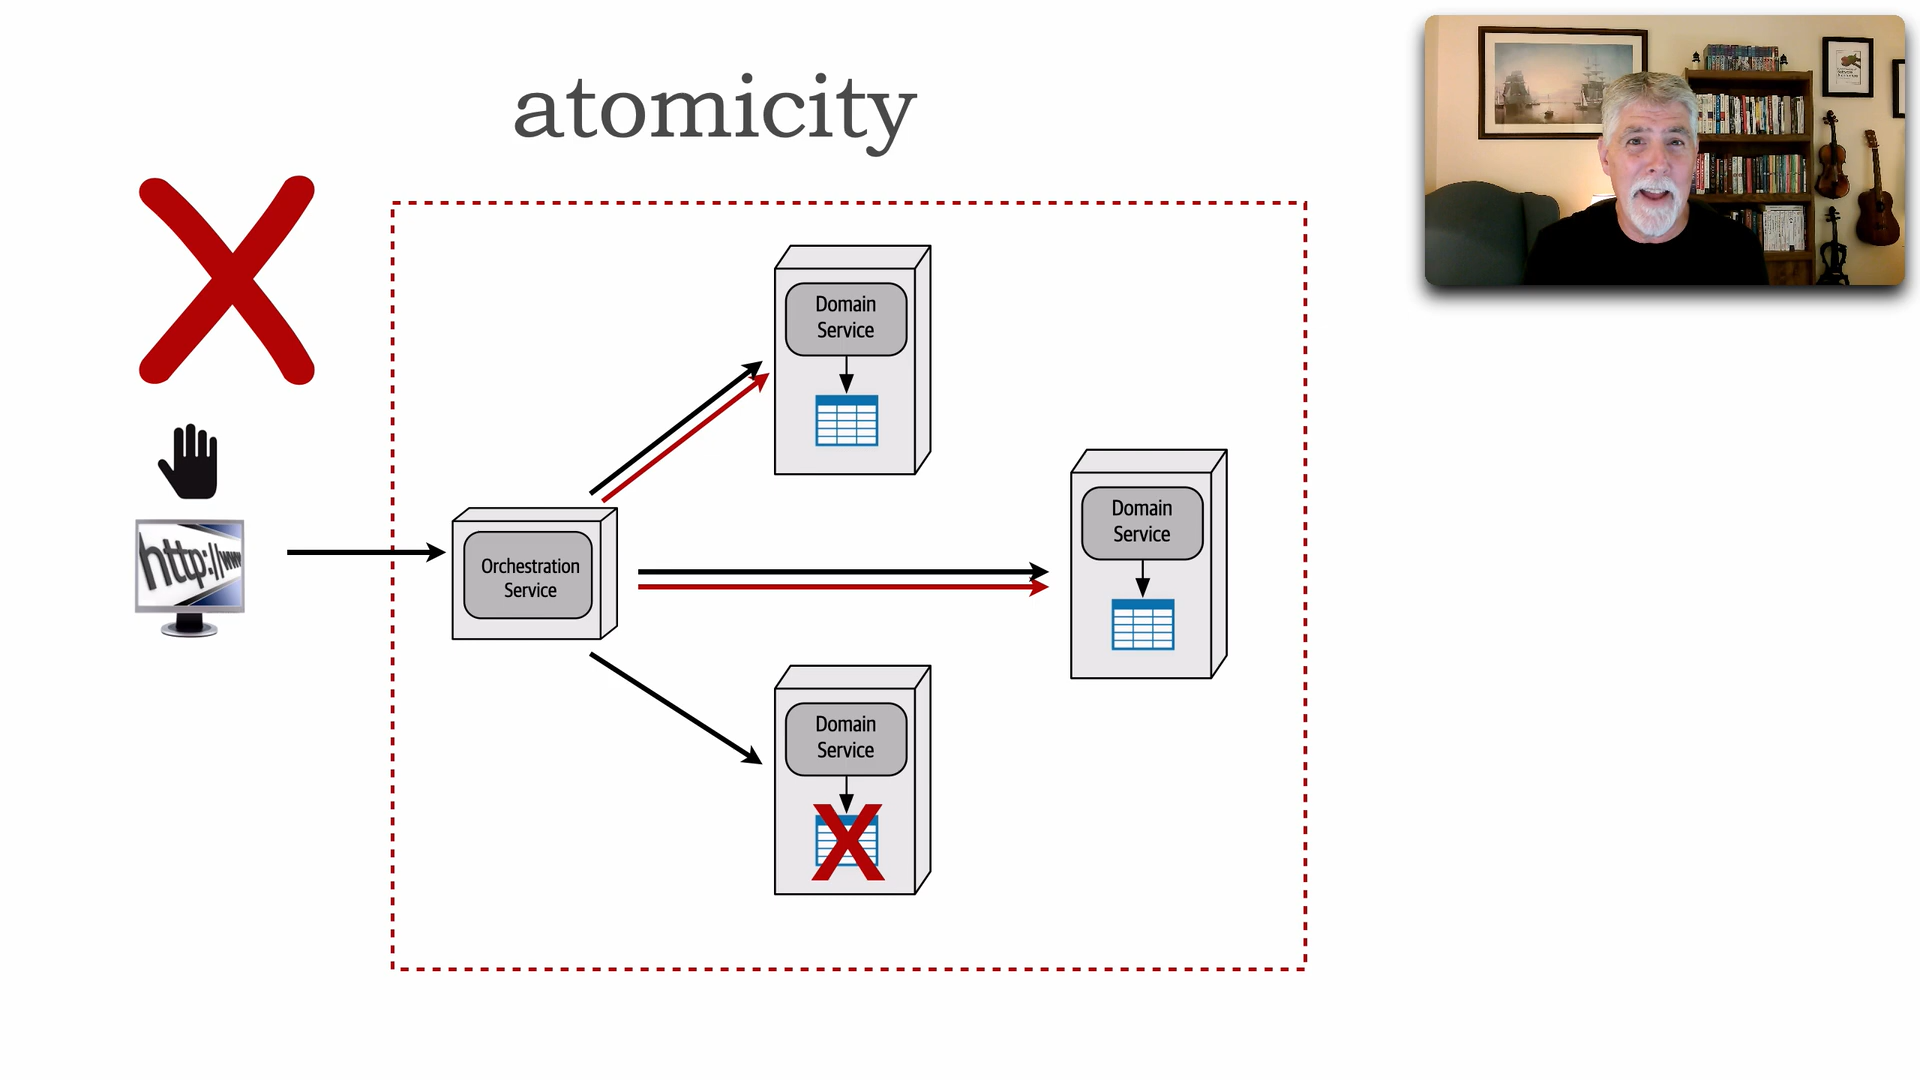 atomicity
Domain
Service
Domain
Service
Orchestration
Service
http://www
Domain
Service